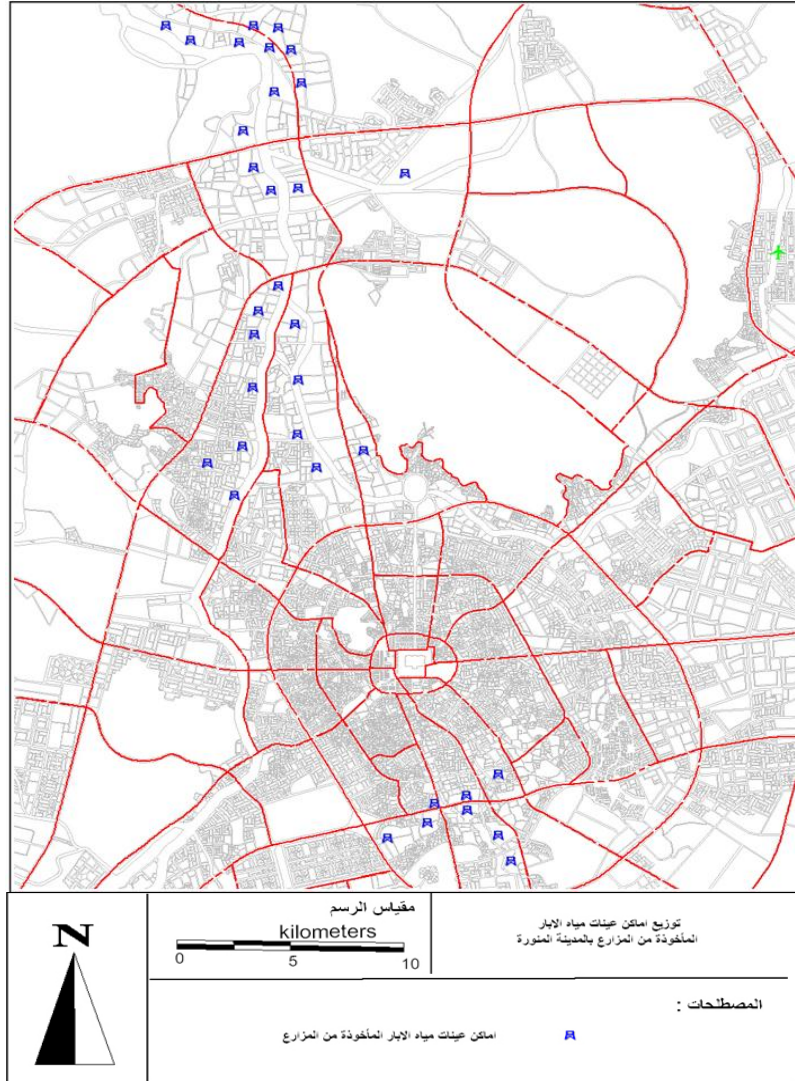 N
مقياس الرسم
kilometers
0 5 10
توزيع اماكن عينات مياه الابار
المأخوذة من المزارع بالمدينة المنورة
المصطلحات :
اماكن عينات مياه الابار المأخوذة من المزارع